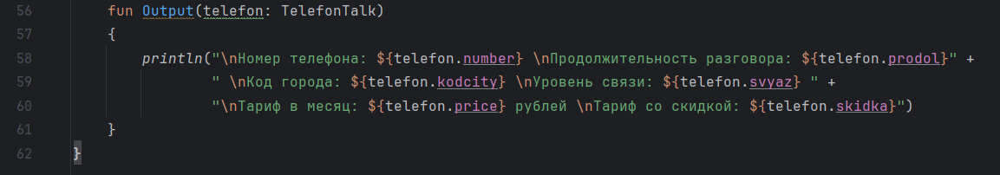 56 fun Output(telefon: TelefonTalk)
57 {
58 println("\nНомер телефона: ${telefon.number} \nПродолжительность разговора: ${telefon.prodol}" +
59 " \nКод города: ${telefon.kodcity} \nУровень связи: ${telefon.svyaz} " +
60 "\nТариф в месяц: ${telefon.price} рублей \nТариф со скидкой: ${telefon.skidka}")
61 }
62 }